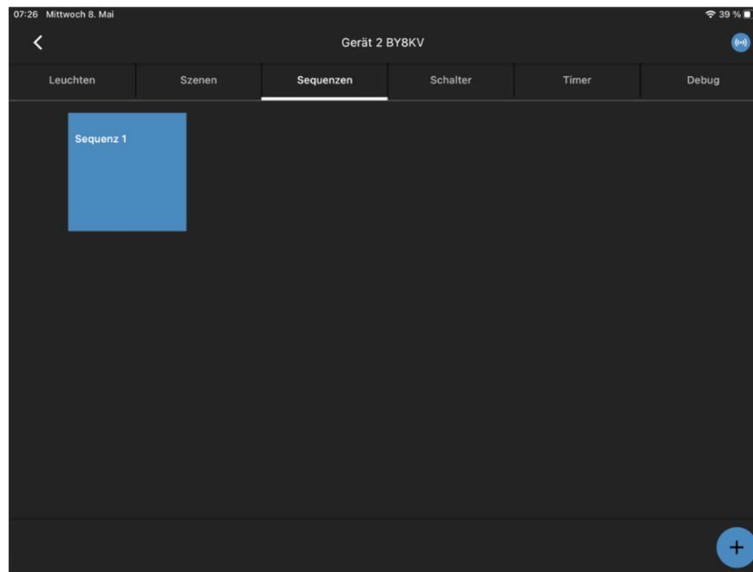 07:26 Mittwoch 8. Mai 39 %
Gerät 2 BY8KV
Leuchten Szenen Sequenzen Schalter Timer Debug
Sequenz 1
+